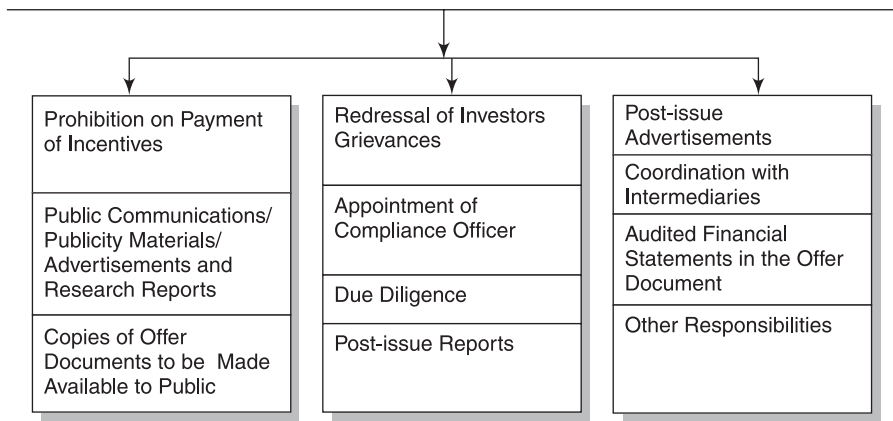 Prohibition on Payment
of Incentives
Public Communications/
Publicity Materials/
Advertisements and
Research Reports
Copies of Offer
Documents to be Made
Available to Public
Redressal of Investors
Grievances
Appointment of
Compliance Officer
Due Diligence
Post-issue Reports
Post-issue
Advertisements
Coordination with
Intermediaries
Audited Financial
Statements in the Offer
Document
Other Responsibilities